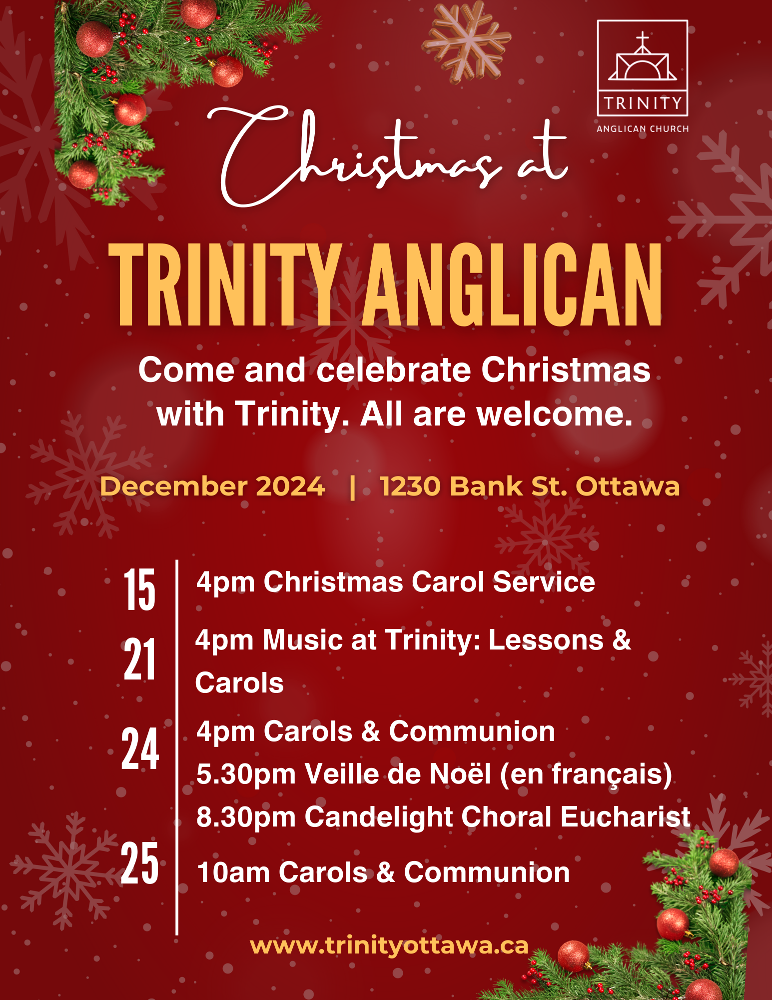 TRINITY
ANGLICAN CHURCH
Christmas at
TRINITY ANGLICAN
Come and celebrate Christmas
with Trinity. All are welcome.
December 2024 | 1230 Bank St. Ottawa
15 4pm Christmas Carol Service
21 4pm Music at Trinity: Lessons &
Carols
24 4pm Carols & Communion
5.30pm Veille de Noël (en français)
8.30pm Candelight Choral Eucharist
25 10am Carols & Communion
www.trinityottawa.ca